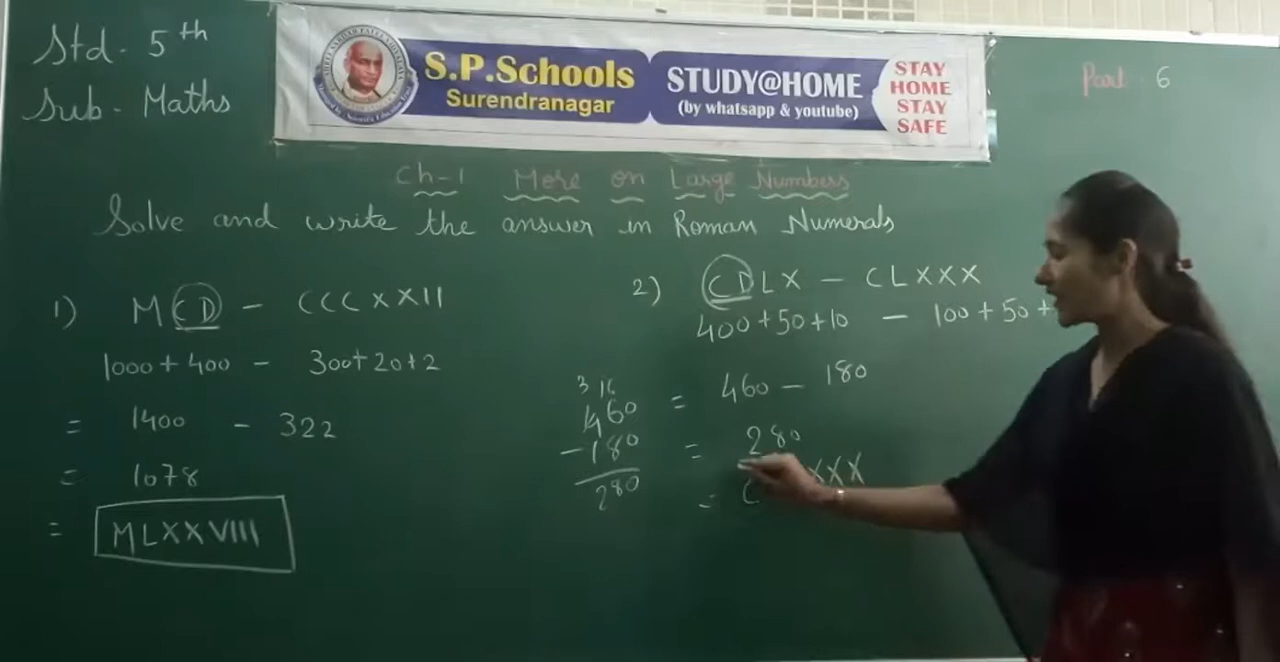 Std - 5th
Sub - Maths
S.P.Schools
Surendranagar
STUDY@HOME
(by whatsapp & youtube)
STAY
HOME
STAY
SAFE
Part - 6
Ch-1 More on Large Numbers
Solve and write the answer in Roman Numerals
1) MCD - CCCXXII
1000+400 - 300+20+2
= 1400 - 322
= 1078
= MLXXVIII
2) CDLX - CLXXX
400+50+10 - 100+50+
= 460 - 180
= 280
= C XXX
3 16
460
-180
280